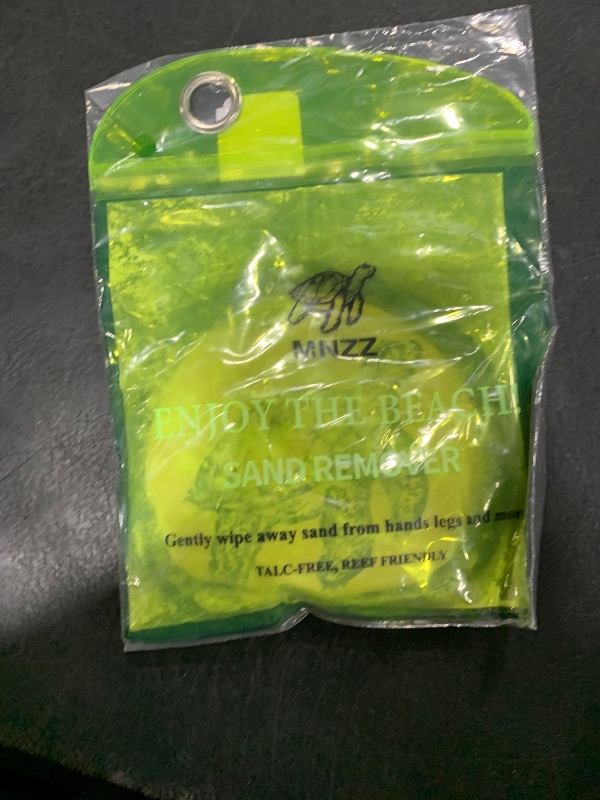 MNZZ
ENJOY THE BEACH!
SAND REMOVER
Gently wipe away sand from hands legs and more
TALC-FREE, REEF FRIENDLY